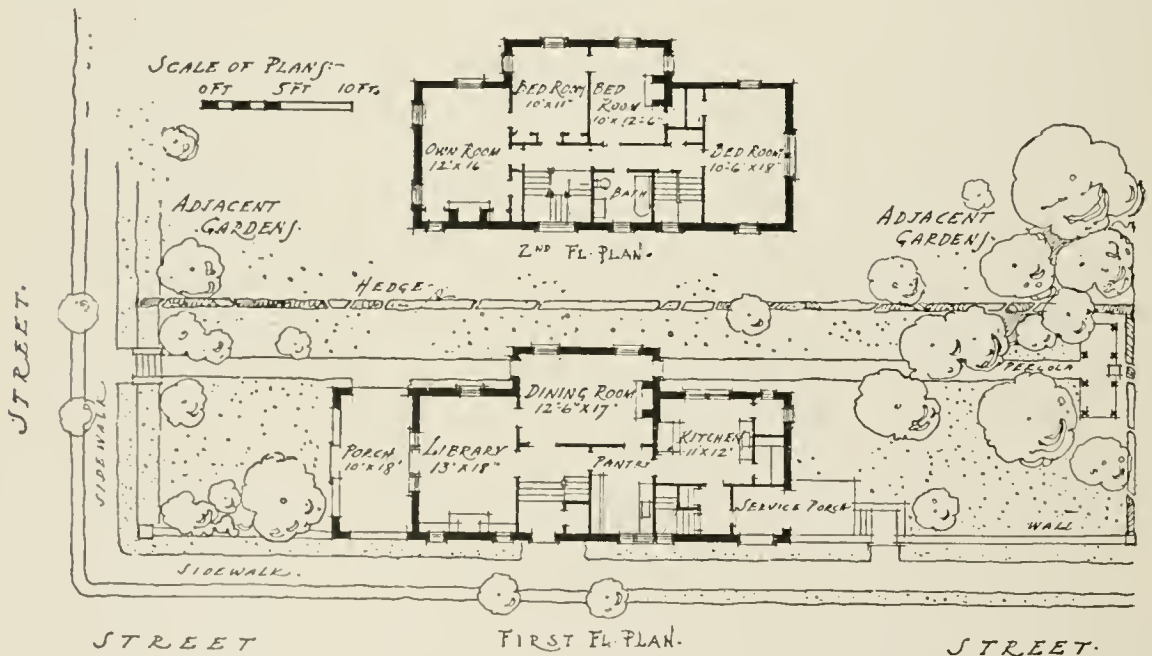 SCALE OF PLANS:-
0FT 5FT 10FT.
BED ROOM
10'X11'
BED
ROOM
10'X12'-6"
OWN ROOM
12'X16'
BED ROOM
10'-6"X18'
BATH
2ND FL. PLAN.
ADJACENT
GARDENS.
ADJACENT
GARDENS.
HEDGE
STREET.
SIDEWALK
PERGOLA
DINING ROOM
12'-6"X17'
PORCH
10'X18'
LIBRARY
13'X18'
PANTRY
KITCHEN
11'X12'
SERVICE PORCH
WALL
SIDEWALK.
STREET
FIRST FL. PLAN.
STREET.